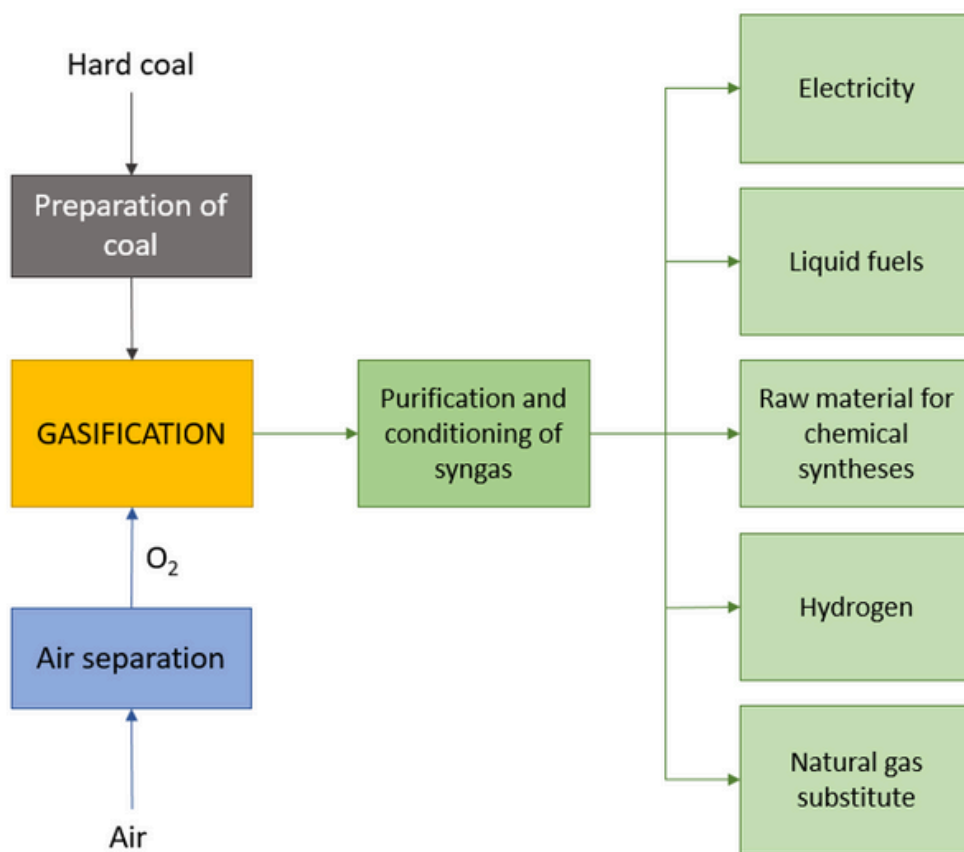 Hard coal
Preparation of
coal
GASIFICATION
O₂
Air separation
Air
Purification and
conditioning of
syngas
Electricity
Liquid fuels
Raw material for
chemical
syntheses
Hydrogen
Natural gas
substitute